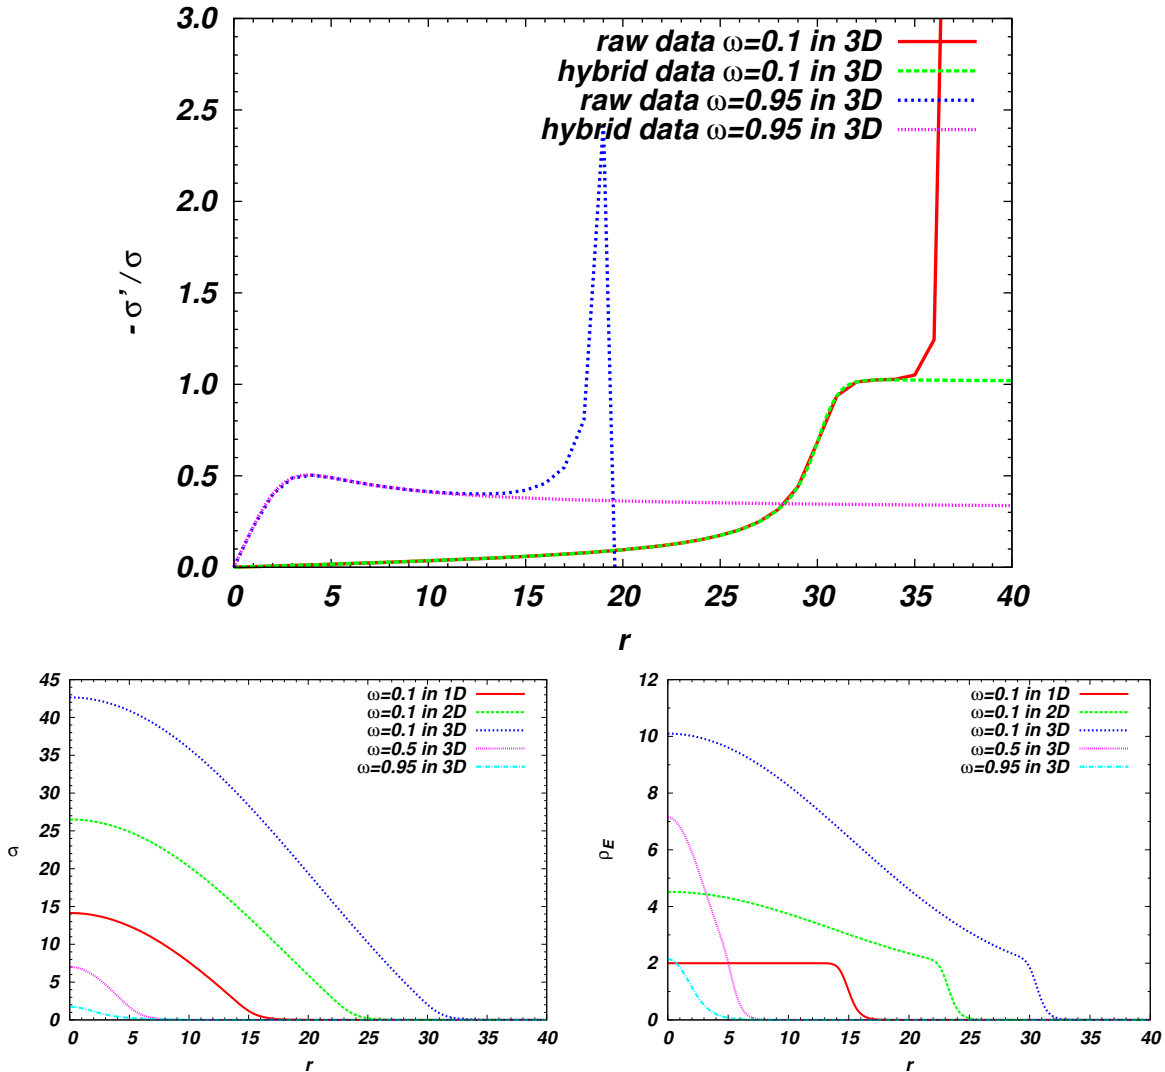 3.0
2.5
2.0
1.5
1.0
0.5
0.0
- σ'/σ
raw data ω=0.1 in 3D
hybrid data ω=0.1 in 3D
raw data ω=0.95 in 3D
hybrid data ω=0.95 in 3D
0 5 10 15 20 25 30 35 40
r
45
40
35
30
25
20
15
10
5
0
σ
ω=0.1 in 1D
ω=0.1 in 2D
ω=0.1 in 3D
ω=0.5 in 3D
ω=0.95 in 3D
0 5 10 15 20 25 30 35 40
r
12
10
8
6
4
2
0
ρE
ω=0.1 in 1D
ω=0.1 in 2D
ω=0.1 in 3D
ω=0.5 in 3D
ω=0.95 in 3D
0 5 10 15 20 25 30 35 40
r